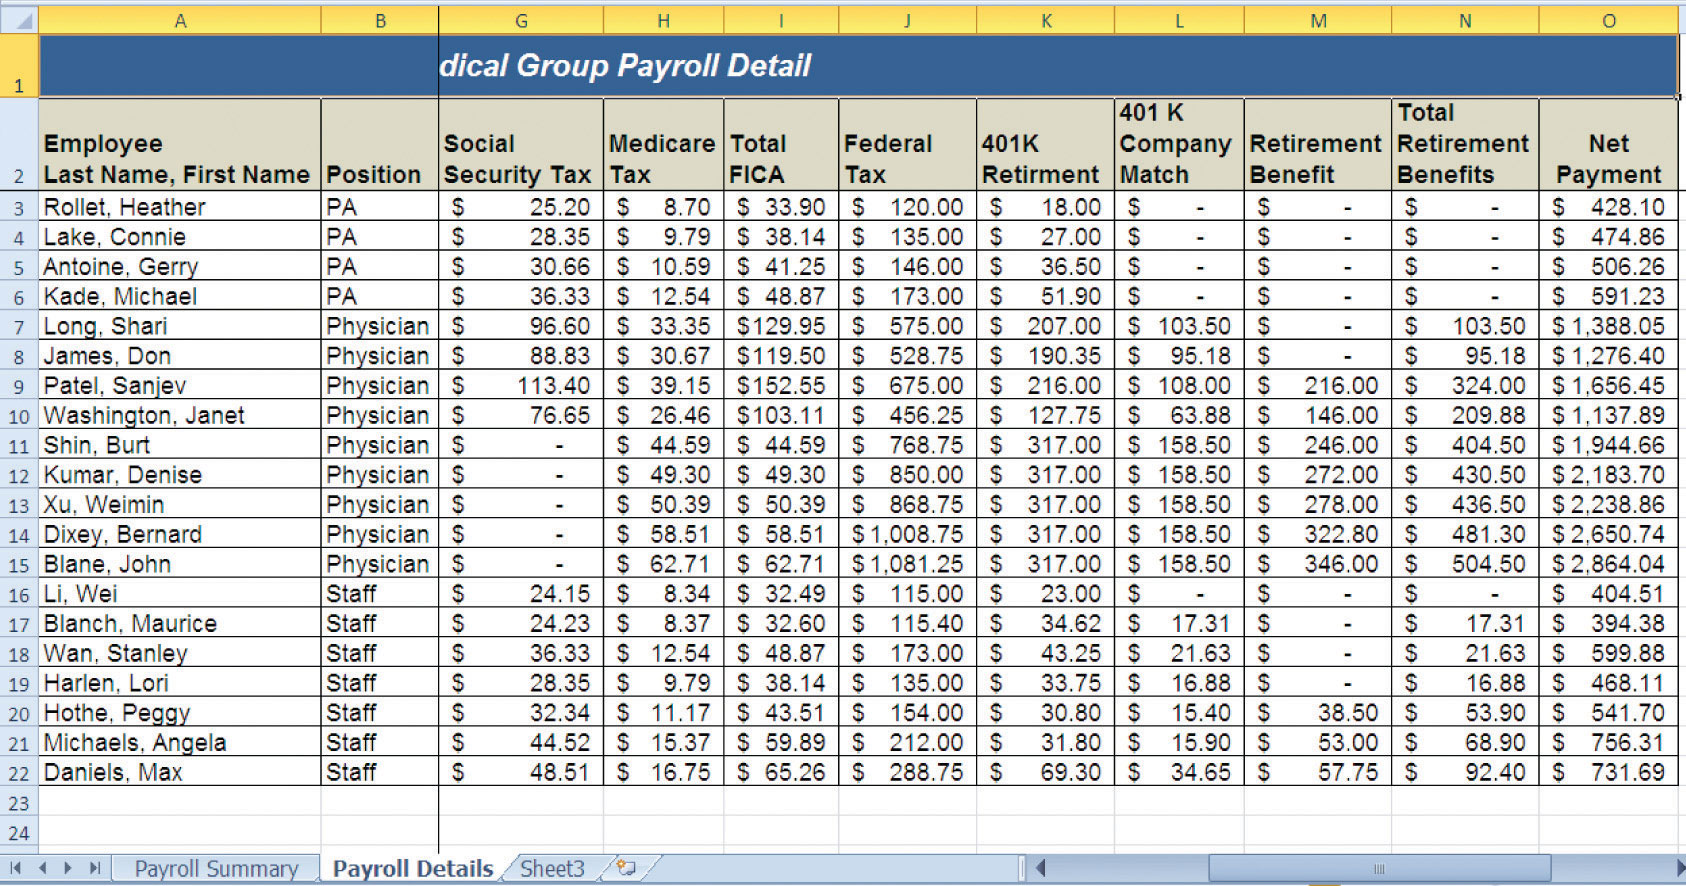 A B G H I J K L M N O
1 dical Group Payroll Detail
2 Employee Last Name, First Name Position Social Security Tax Medicare Tax Total FICA Federal Tax 401K Retirment 401 K Company Match Retirement Benefit Total Retirement Benefits Net Payment
3 Rollet, Heather PA $ 25.20 $ 8.70 $ 33.90 $ 120.00 $ 18.00 $ - $ - $ - $ 428.10
4 Lake, Connie PA $ 28.35 $ 9.79 $ 38.14 $ 135.00 $ 27.00 $ - $ - $ - $ 474.86
5 Antoine, Gerry PA $ 30.66 $ 10.59 $ 41.25 $ 146.00 $ 36.50 $ - $ - $ - $ 506.26
6 Kade, Michael PA $ 36.33 $ 12.54 $ 48.87 $ 173.00 $ 51.90 $ - $ - $ - $ 591.23
7 Long, Shari Physician $ 96.60 $ 33.35 $129.95 $ 575.00 $ 207.00 $ 103.50 $ - $ 103.50 $ 1,388.05
8 James, Don Physician $ 88.83 $ 30.67 $119.50 $ 528.75 $ 190.35 $ 95.18 $ - $ 95.18 $ 1,276.40
9 Patel, Sanjev Physician $ 113.40 $ 39.15 $152.55 $ 675.00 $ 216.00 $ 108.00 $ 216.00 $ 324.00 $ 1,656.45
10 Washington, Janet Physician $ 76.65 $ 26.46 $103.11 $ 456.25 $ 127.75 $ 63.88 $ 146.00 $ 209.88 $ 1,137.89
11 Shin, Burt Physician $ - $ 44.59 $ 44.59 $ 768.75 $ 317.00 $ 158.50 $ 246.00 $ 404.50 $ 1,944.66
12 Kumar, Denise Physician $ - $ 49.30 $ 49.30 $ 850.00 $ 317.00 $ 158.50 $ 272.00 $ 430.50 $ 2,183.70
13 Xu, Weimin Physician $ - $ 50.39 $ 50.39 $ 868.75 $ 317.00 $ 158.50 $ 278.00 $ 436.50 $ 2,238.86
14 Dixey, Bernard Physician $ - $ 58.51 $ 58.51 $ 1,008.75 $ 317.00 $ 158.50 $ 322.80 $ 481.30 $ 2,650.74
15 Blane, John Physician $ - $ 62.71 $ 62.71 $ 1,081.25 $ 317.00 $ 158.50 $ 346.00 $ 504.50 $ 2,864.04
16 Li, Wei Staff $ 24.15 $ 8.34 $ 32.49 $ 115.00 $ 23.00 $ - $ - $ - $ 404.51
17 Blanch, Maurice Staff $ 24.23 $ 8.37 $ 32.60 $ 115.40 $ 34.62 $ 17.31 $ - $ 17.31 $ 394.38
18 Wan, Stanley Staff $ 36.33 $ 12.54 $ 48.87 $ 173.00 $ 43.25 $ 21.63 $ - $ 21.63 $ 599.88
19 Harlen, Lori Staff $ 28.35 $ 9.79 $ 38.14 $ 135.00 $ 33.75 $ 16.88 $ - $ 16.88 $ 468.11
20 Hothe, Peggy Staff $ 32.34 $ 11.17 $ 43.51 $ 154.00 $ 30.80 $ 15.40 $ 38.50 $ 53.90 $ 541.70
21 Michaels, Angela Staff $ 44.52 $ 15.37 $ 59.89 $ 212.00 $ 31.80 $ 15.90 $ 53.00 $ 68.90 $ 756.31
22 Daniels, Max Staff $ 48.51 $ 16.75 $ 65.26 $ 288.75 $ 69.30 $ 34.65 $ 57.75 $ 92.40 $ 731.69
23
24
Payroll Summary Payroll Details Sheet3